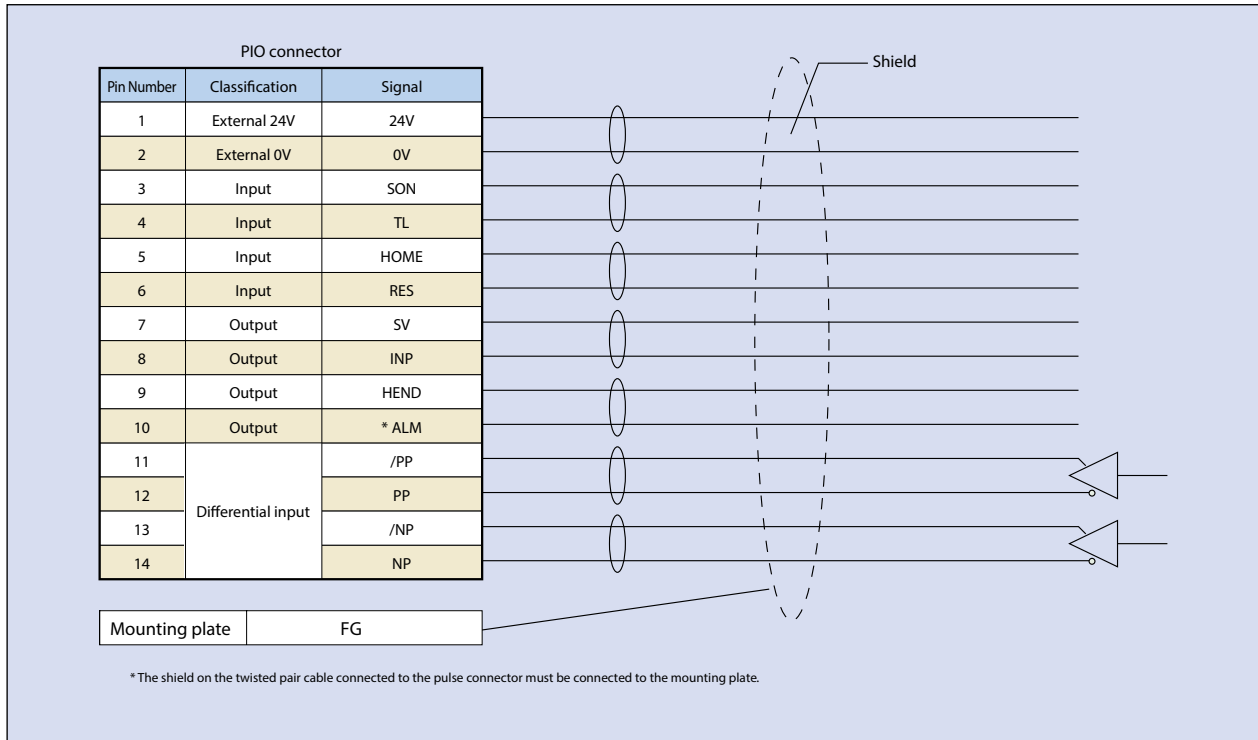 PIO connector
Shield
Pin Number Classification Signal
1 External 24V 24V
2 External 0V 0V
3 Input SON
4 Input TL
5 Input HOME
6 Input RES
7 Output SV
8 Output INP
9 Output HEND
10 Output * ALM
11 /PP
12 PP
Differential input
13 /NP
14 NP
Mounting plate FG
* The shield on the twisted pair cable connected to the pulse connector must be connected to the mounting plate.